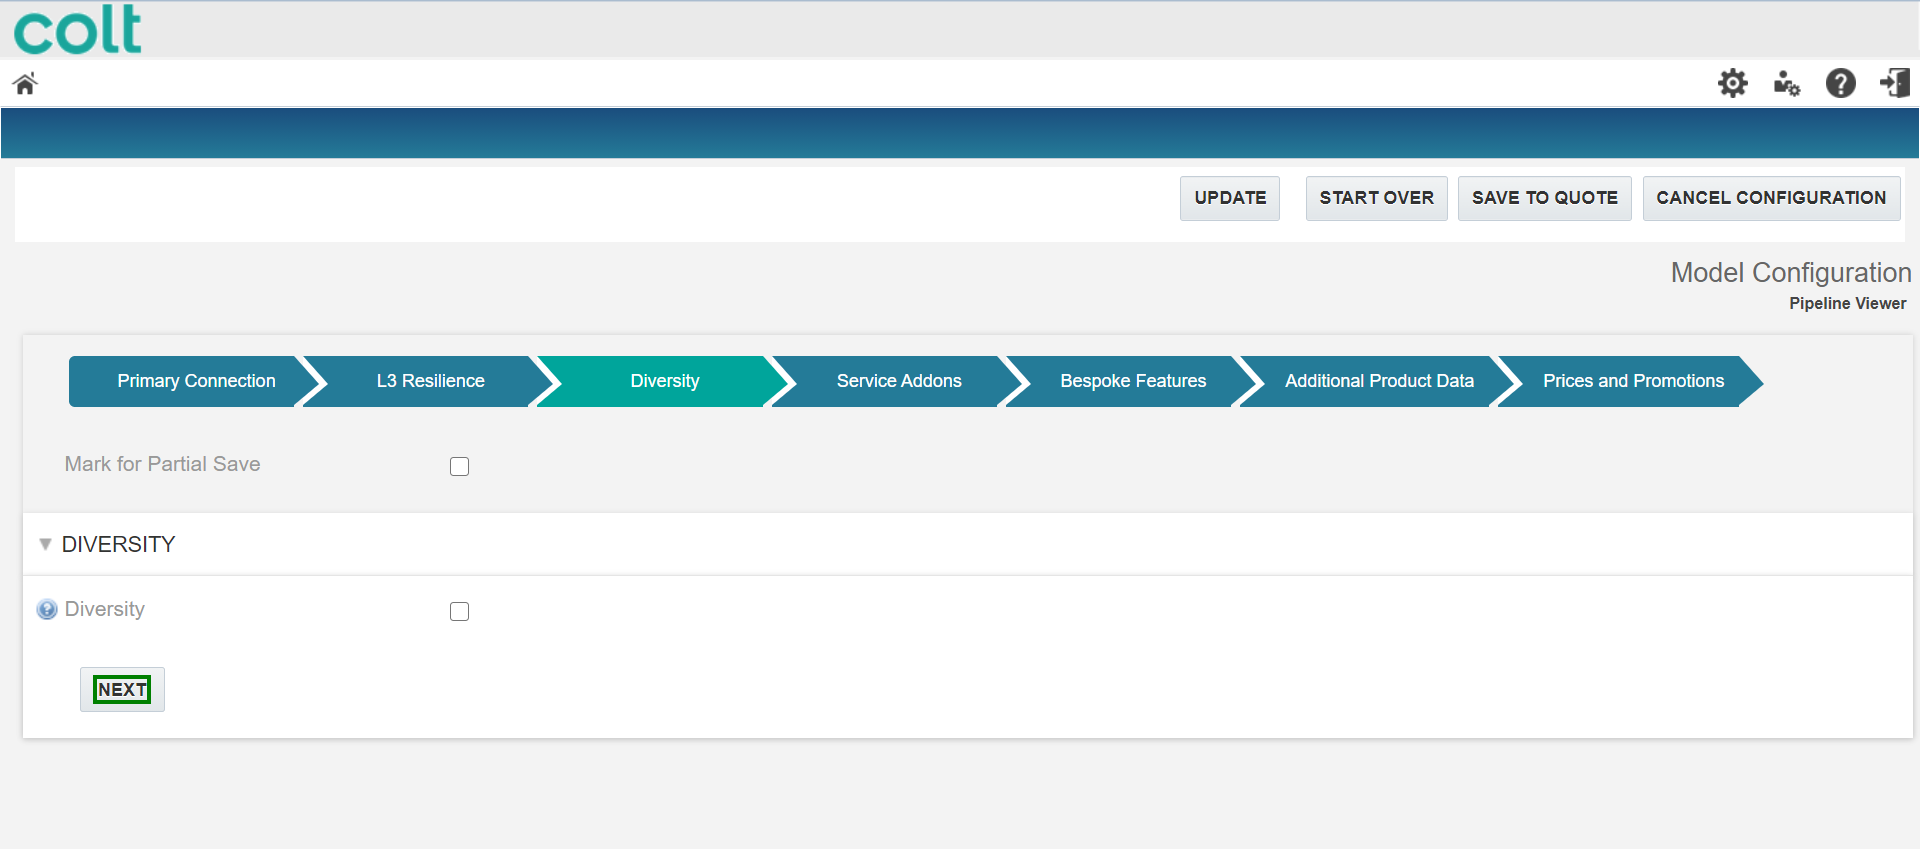 colt
UPDATE START OVER SAVE TO QUOTE CANCEL CONFIGURATION
Model Configuration
Pipeline Viewer
Primary Connection L3 Resilience Diversity Service Addons Bespoke Features Additional Product Data Prices and Promotions
Mark for Partial Save
DIVERSITY
Diversity
NEXT